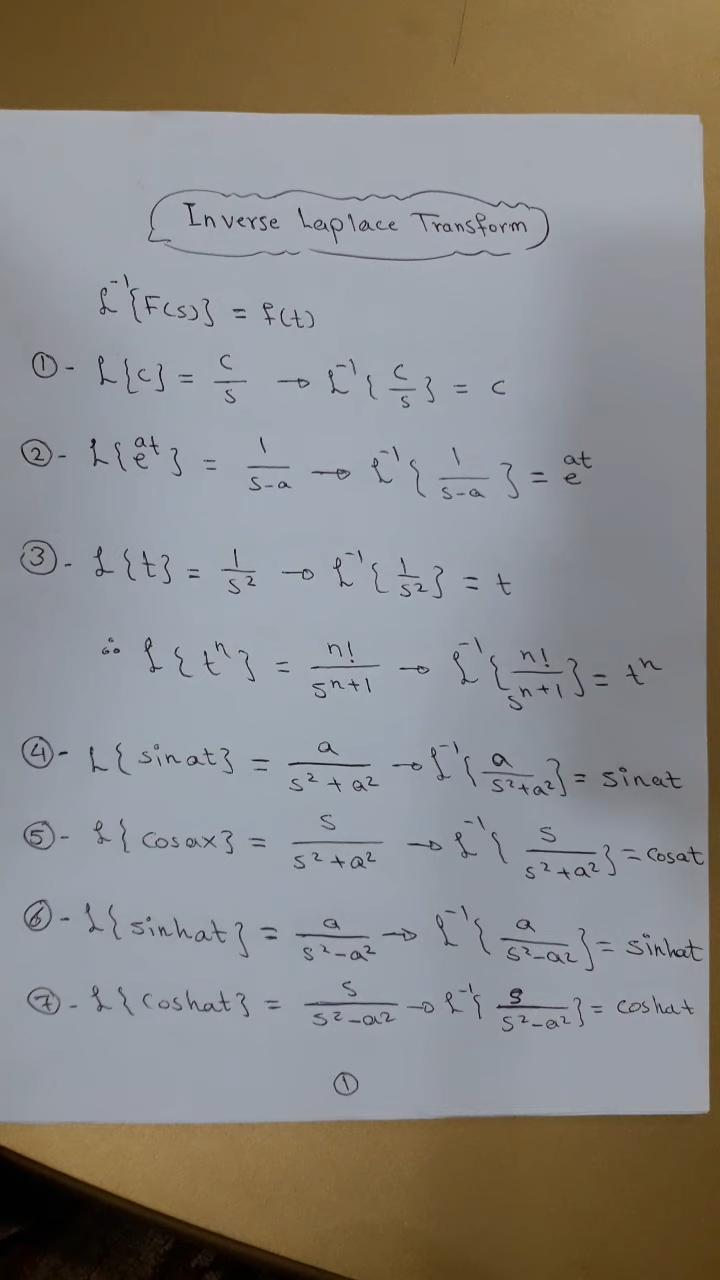 Inverse Laplace Transform
ℒ⁻¹{F(s)} = f(t)
①- ℒ{c} = c/s → ℒ⁻¹{c/s} = c
②- ℒ{e^at} = 1/(s-a) → ℒ⁻¹{1/(s-a)} = e^at
③- ℒ{t} = 1/s² → ℒ⁻¹{1/s²} = t
∴ ℒ{tⁿ} = n!/s^(n+1) → ℒ⁻¹{n!/s^(n+1)} = tⁿ
④- ℒ{sinat} = a/(s²+a²) → ℒ⁻¹{a/(s²+a²)} = sinat
⑤- ℒ{cosax} = s/(s²+a²) → ℒ⁻¹{s/(s²+a²)} = cosat
⑥- ℒ{sinhat} = a/(s²-a²) → ℒ⁻¹{a/(s²-a²)} = sinhat
⑦- ℒ{coshat} = s/(s²-a²) → ℒ⁻¹{s/(s²-a²)} = coshat
①